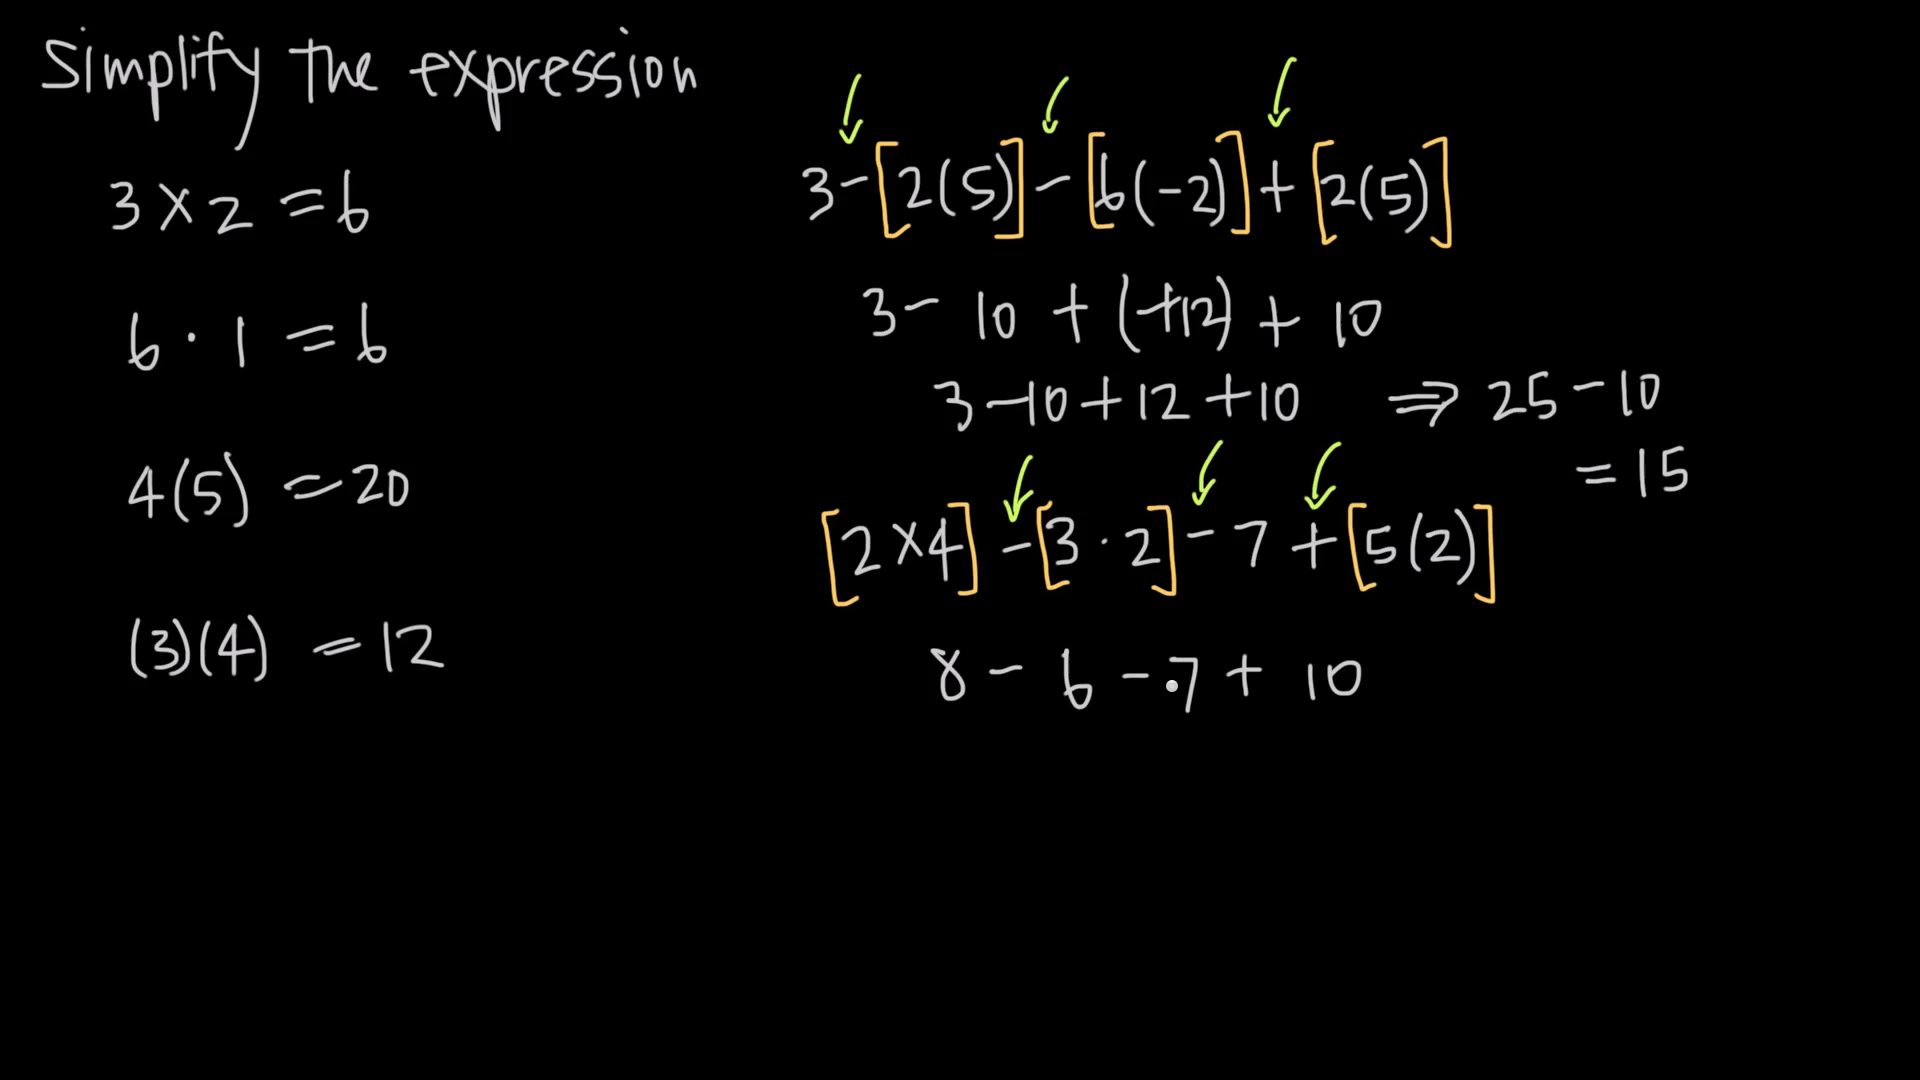 Simplify the expression
3 × 2 = 6
6 · 1 = 6
4(5) = 20
(3)(4) = 12
3 - [2(5)] - [6(-2)] + [2(5)]
3 - 10 + (+12) + 10
3 - 10 + 12 + 10 ⇒ 25 - 10
= 15
[2 × 4] - [3 · 2] - 7 + [5(2)]
8 - 6 - 7 + 10